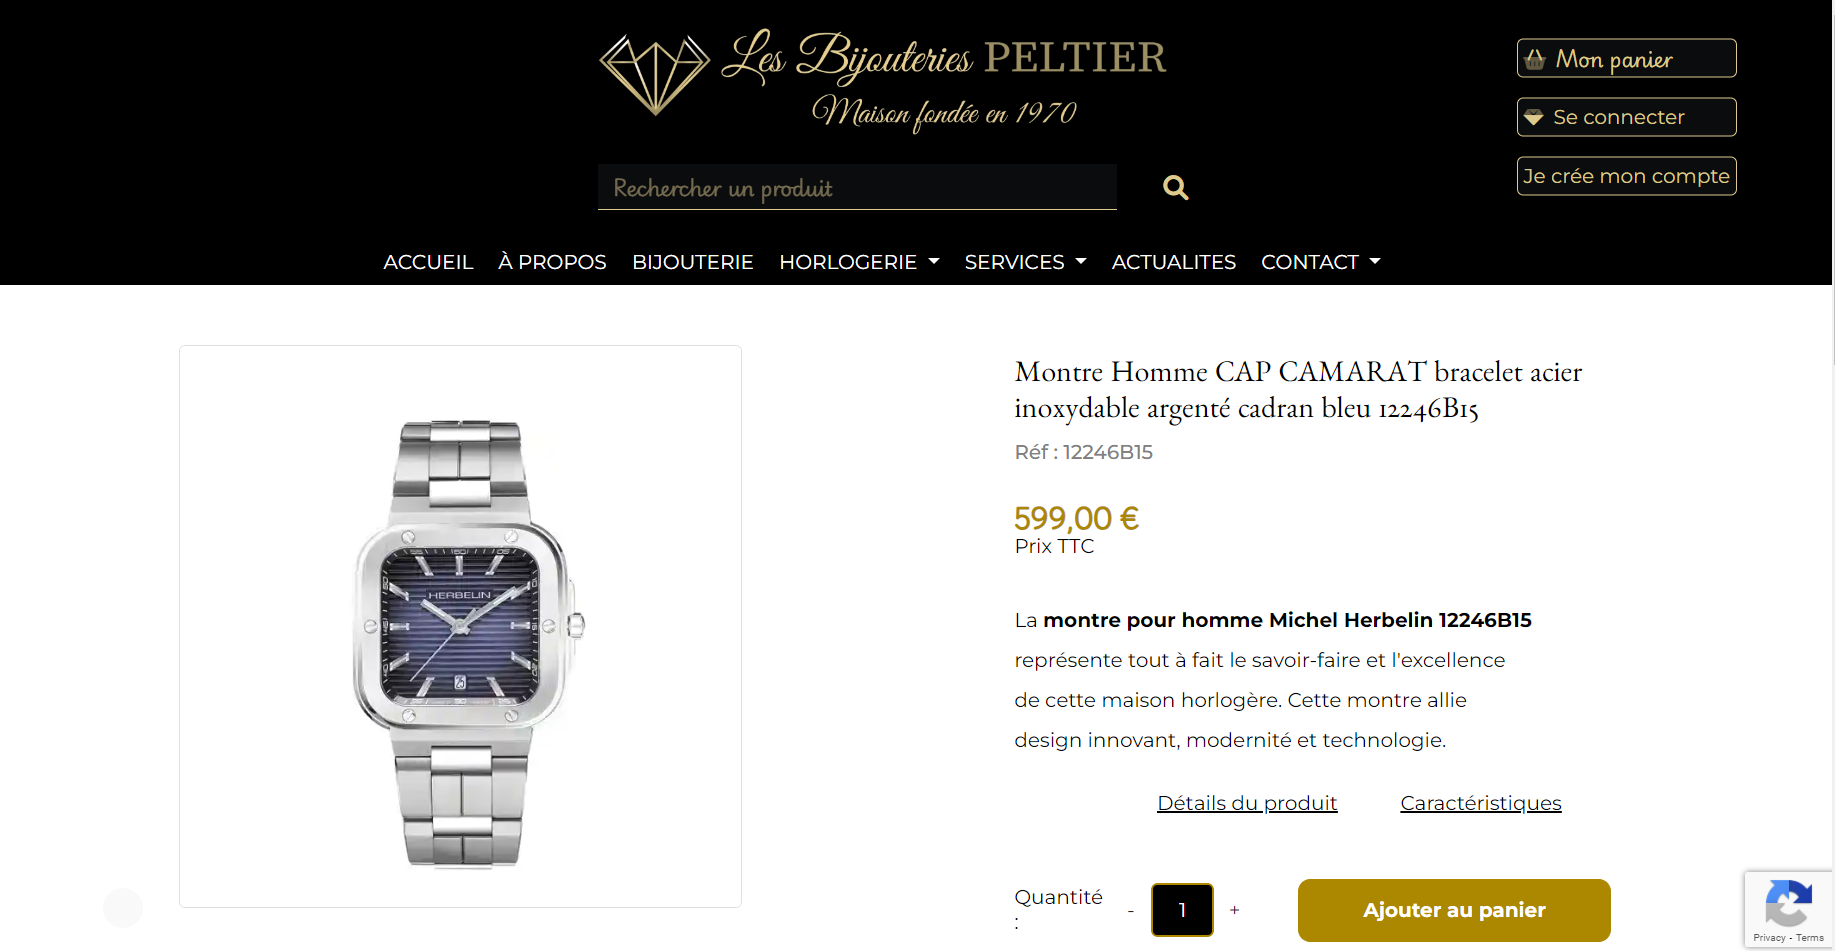 Les Bijouteries PELTIER
Maison fondée en 1970
Mon panier
Se connecter
Je crée mon compte
Rechercher un produit
ACCUEIL À PROPOS BIJOUTERIE HORLOGERIE SERVICES ACTUALITES CONTACT
HERBELIN
Montre Homme CAP CAMARAT bracelet acier
inoxydable argenté cadran bleu 12246B15
Réf : 12246B15
599,00 €
Prix TTC
La montre pour homme Michel Herbelin 12246B15
représente tout à fait le savoir-faire et l'excellence
de cette maison horlogère. Cette montre allie
design innovant, modernité et technologie.
Détails du produit Caractéristiques
Quantité
:
- 1 +
Ajouter au panier
Privacy - Terms